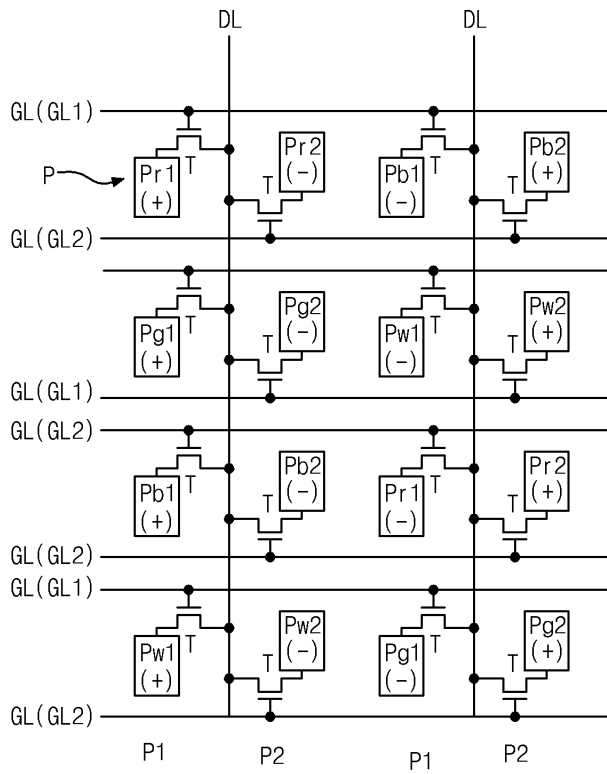 DL DL
GL(GL1)
Pr2 Pb2
T (-) T (+)
P Pr1 T Pb1 T
(+) (-)
GL(GL2)
Pg2 Pw2
T (-) T (+)
Pg1 T Pw1 T
(+) (-)
GL(GL1)
GL(GL2)
Pb2 Pr2
T (-) T (+)
Pb1 T Pr1 T
(+) (-)
GL(GL2)
GL(GL1)
Pw2 Pg2
T (-) T (+)
Pw1 T Pg1 T
(+) (-)
GL(GL2)
P1 P2 P1 P2